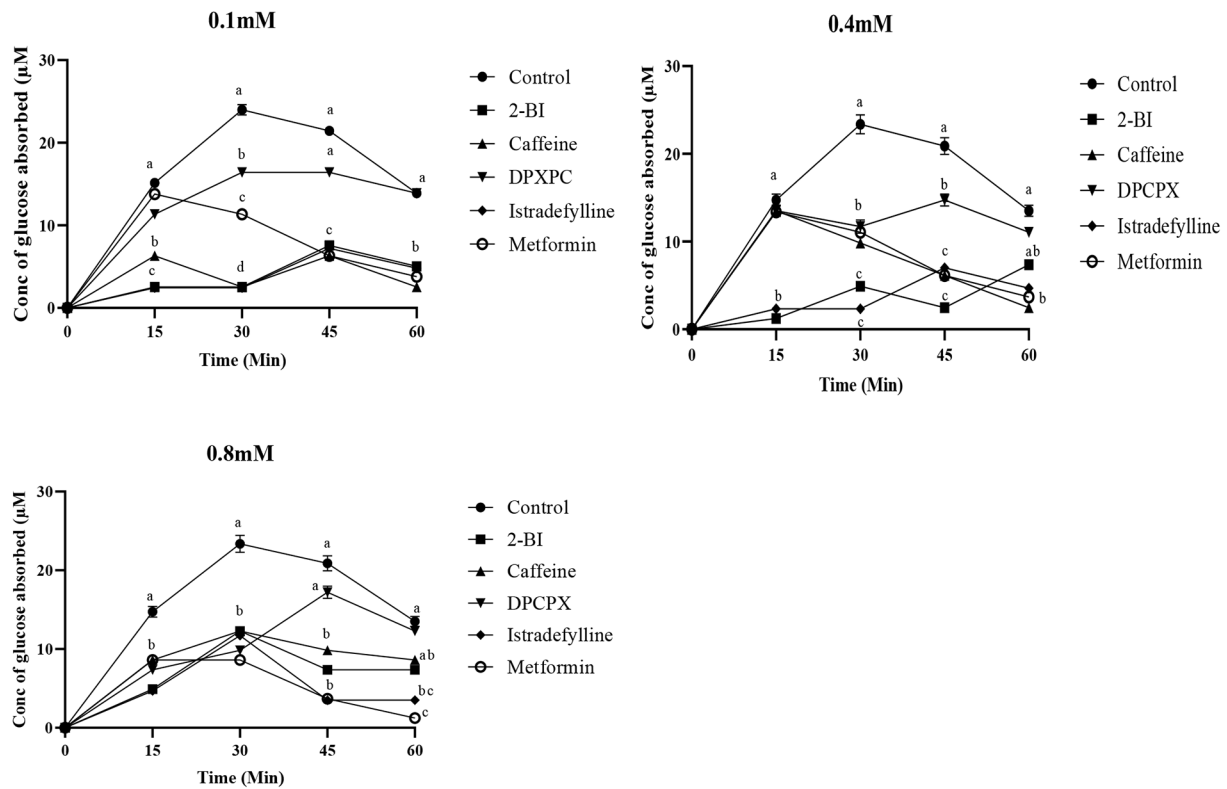 0.1mM
Conc of glucose absorbed (µM
30
20
10
0
a
a
a
a
b
a
c
b
c
d
c
b
0
15
30
45
60
Time (Min)
Control
2-BI
Caffeine
DPXPC
Istradefylline
Metformin
0.4mM
Conc of glucose absorbed (µM
30
20
10
0
a
a
a
a
b
b
b
c
c
ab
b
c
c
0
15
30
45
60
Time (Min)
Control
2-BI
Caffeine
DPCPX
Istradefylline
Metformin
0.8mM
Conc of glucose absorbed (µM
30
20
10
0
a
a
a
a
a
b
b
b
ab
b
bc
c
0
15
30
45
60
Time (Min)
Control
2-BI
Caffeine
DPCPX
Istradefylline
Metformin